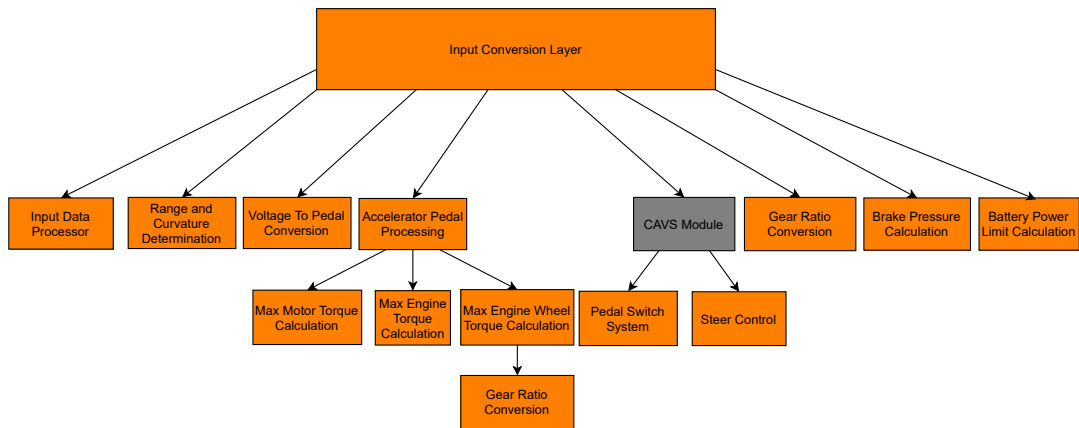 Input Conversion Layer
Input Data
Processor
Range and
Curvature
Determination
Voltage To Pedal
Conversion
Accelerator Pedal
Processing
CAVS Module
Gear Ratio
Conversion
Brake Pressure
Calculation
Battery Power
Limit Calculation
Max Motor Torque
Calculation
Max Engine
Torque
Calculation
Max Engine Wheel
Torque Calculation
Pedal Switch
System
Steer Control
Gear Ratio
Conversion